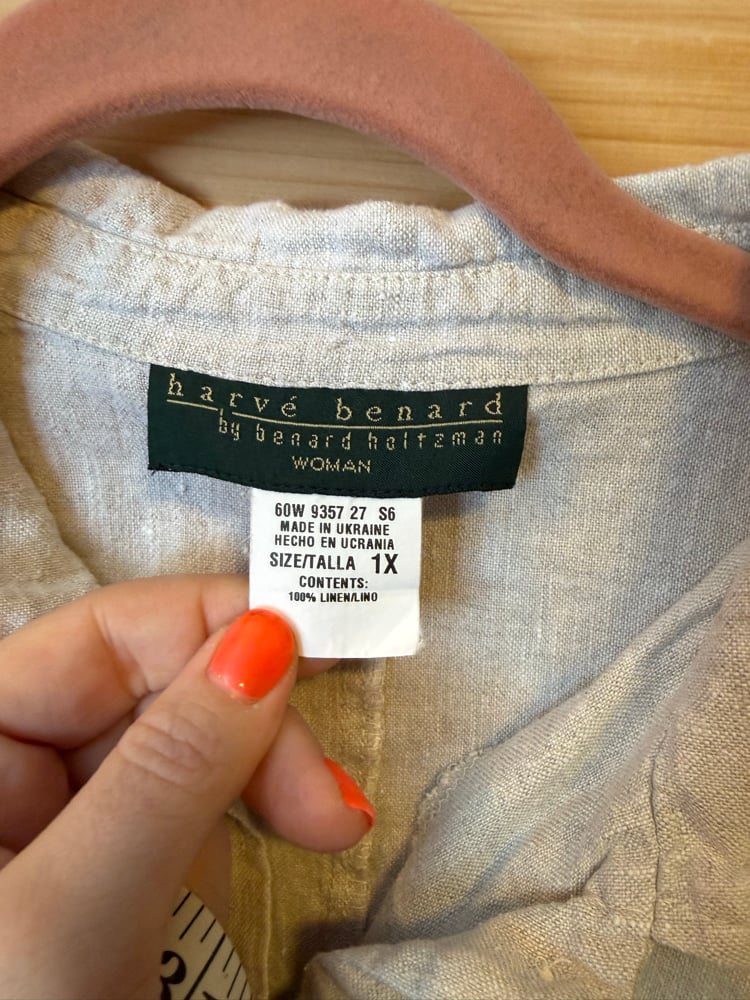 harvé benard
by benard holtzman
WOMAN
60W 9357 27 S6
MADE IN UKRAINE
HECHO EN UCRANIA
SIZE/TALLA 1X
CONTENTS:
100% LINEN/LINO
3